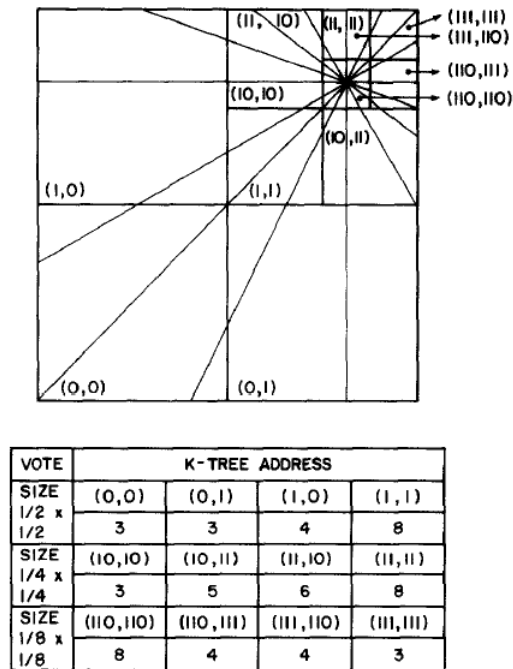 (11, 10)
(11, 11)
(111,111)
(111,110)
(110,111)
(110,110)
(10,10)
(10,11)
(1,0)
(1,1)
(0,0)
(0,1)
VOTE K-TREE ADDRESS
SIZE 1/2 x 1/2 (0,0) (0,1) (1,0) (1,1)
3 3 4 8
SIZE 1/4 x 1/4 (10,10) (10,11) (11,10) (11,11)
3 5 6 8
SIZE 1/8 x 1/8 (110,110) (110,111) (111,110) (111,111)
8 4 4 3